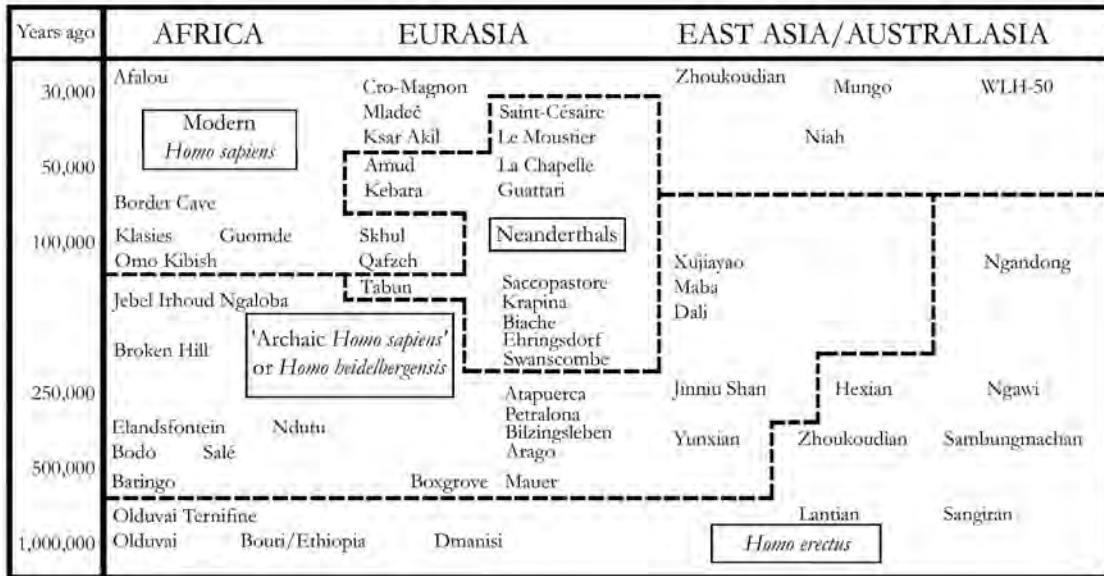 Years ago AFRICA EURASIA EAST ASIA/AUSTRALASIA
Afalou Cro-Magnon Zhoukoudian Mungo WLH-50
30,000
Mladeč Saint-Césaire
Modern Ksar Akil Le Moustier Niah
Homo sapiens
50,000 Amud La Chapelle
Kebara Guattari
Border Cave
Klasies Guomde Skhul Neanderthals
100,000
Omo Kibish Qafzeh Xujiayao Ngandong
Jebel Irhoud Ngaloba Tabun Saccopastore Maba
Krapina Dali
'Archaic Homo sapiens' Biache
Broken Hill or Homo heidelbergensis Ehringsdorf
Swanscombe
250,000 Atapuerca Jinniu Shan Hexian Ngawi
Petralona
Elandsfontein Ndutu Bilzingsleben Yunxian Zhoukoudian Sambungmachan
Bodo Salé Arago
500,000
Baringo Boxgrove Mauer
Olduvai Ternifine Lantian Sangiran
1,000,000 Olduvai Bouri/Ethiopia Dmanisi Homo erectus